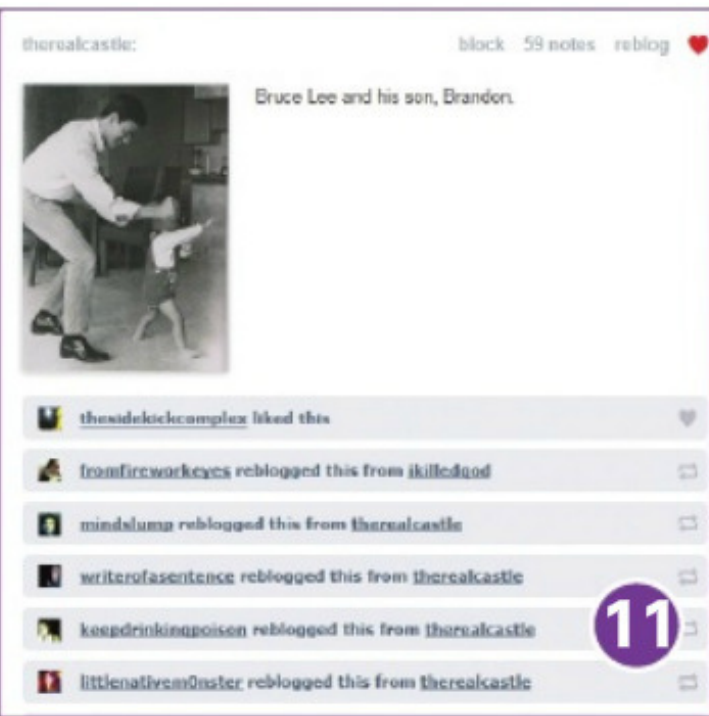 therealcastle: block 59 notes reblog
Bruce Lee and his son, Brandon.
thesidekickcomplex liked this
fromfireworkeyes reblogged this from ikilledgod
mindslump reblogged this from therealcastle
writerofasentence reblogged this from therealcastle
keepdrinkingpoison reblogged this from therealcastle
11
littlenativem0nster reblogged this from therealcastle